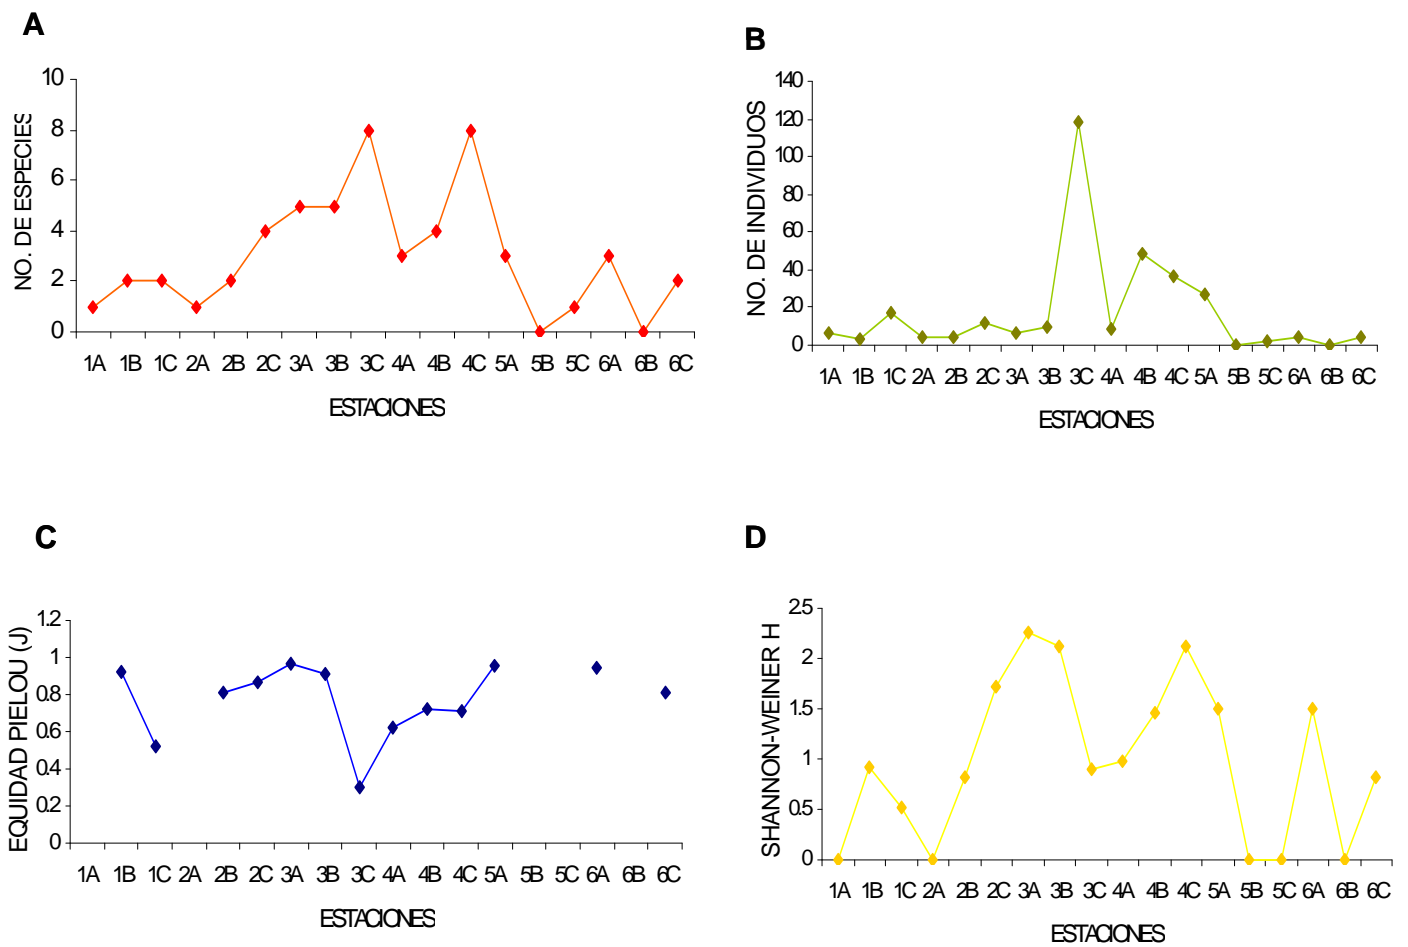 A
NO. DE ESPECIES
10
8
6
4
2
0
1A 1B 1C 2A 2B 2C 3A 3B 3C 4A 4B 4C 5A 5B 5C 6A 6B 6C
ESTACIONES
B
NO. DE INDIVIDUOS
140
120
100
80
60
40
20
0
1A 1B 1C 2A 2B 2C 3A 3B 3C 4A 4B 4C 5A 5B 5C 6A 6B 6C
ESTACIONES
C
EQUIDAD PIELOU (J)
1.2
1
0.8
0.6
0.4
0.2
0
1A 1B 1C 2A 2B 2C 3A 3B 3C 4A 4B 4C 5A 5B 5C 6A 6B 6C
ESTACIONES
D
SHANNON-WEINER H
2.5
2
1.5
1
0.5
0
1A 1B 1C 2A 2B 2C 3A 3B 3C 4A 4B 4C 5A 5B 5C 6A 6B 6C
ESTACIONES